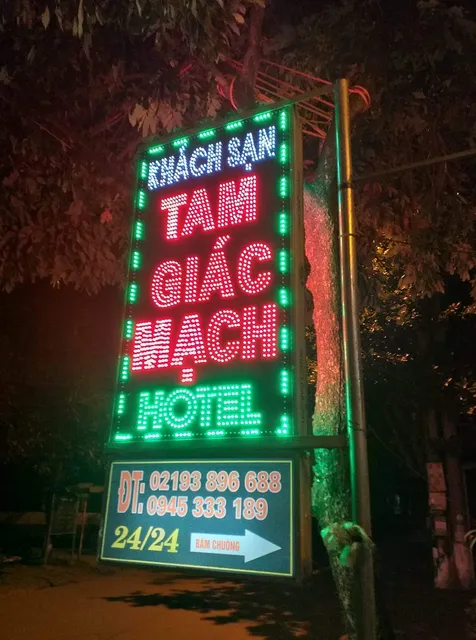 KHÁCH SẠN
TAM
GIÁC
MẠCH
HOTEL
ĐT: 02193 896 688
0945 333 189
24/24
BẤM CHUÔNG